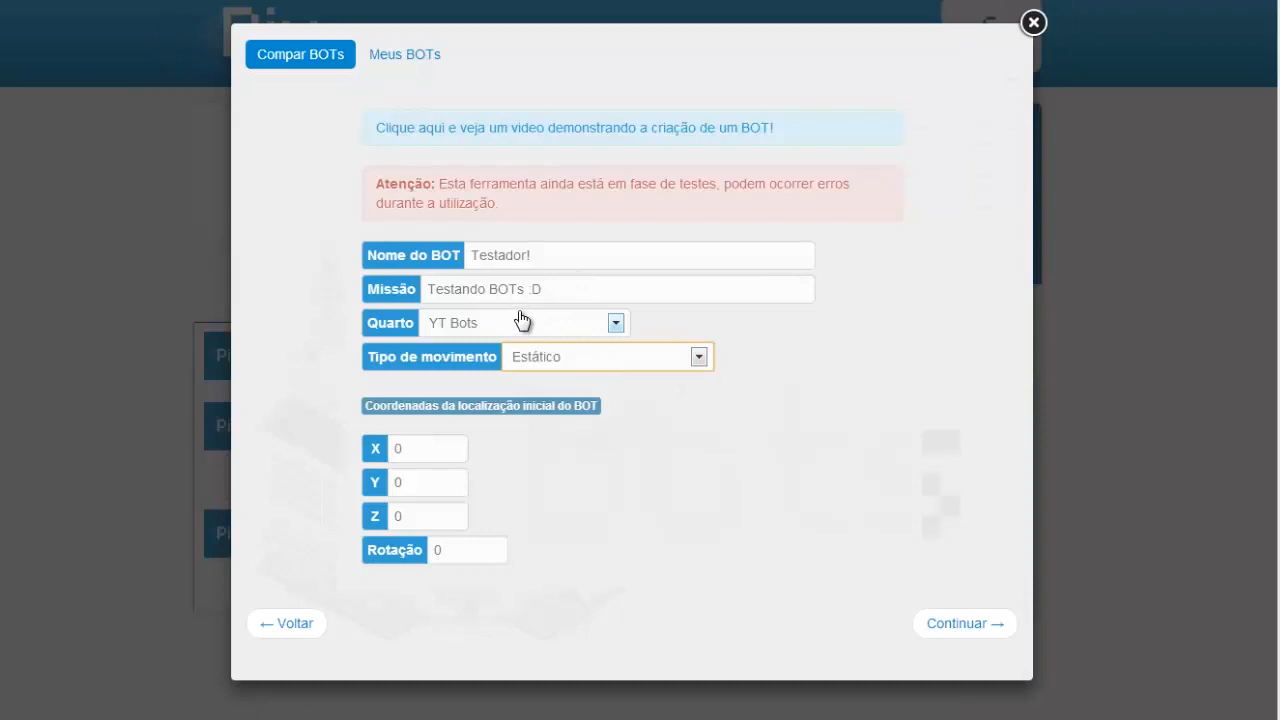 Compar BOTs Meus BOTs
Clique aqui e veja um video demonstrando a criação de um BOT!
Atenção: Esta ferramenta ainda está em fase de testes, podem ocorrer erros
durante a utilização.
Nome do BOT Testador!
Missão Testando BOTs :D
Quarto YT Bots
Tipo de movimento Estático
Coordenadas da localização inicial do BOT
X 0
Y 0
Z 0
Rotação 0
← Voltar Continuar →